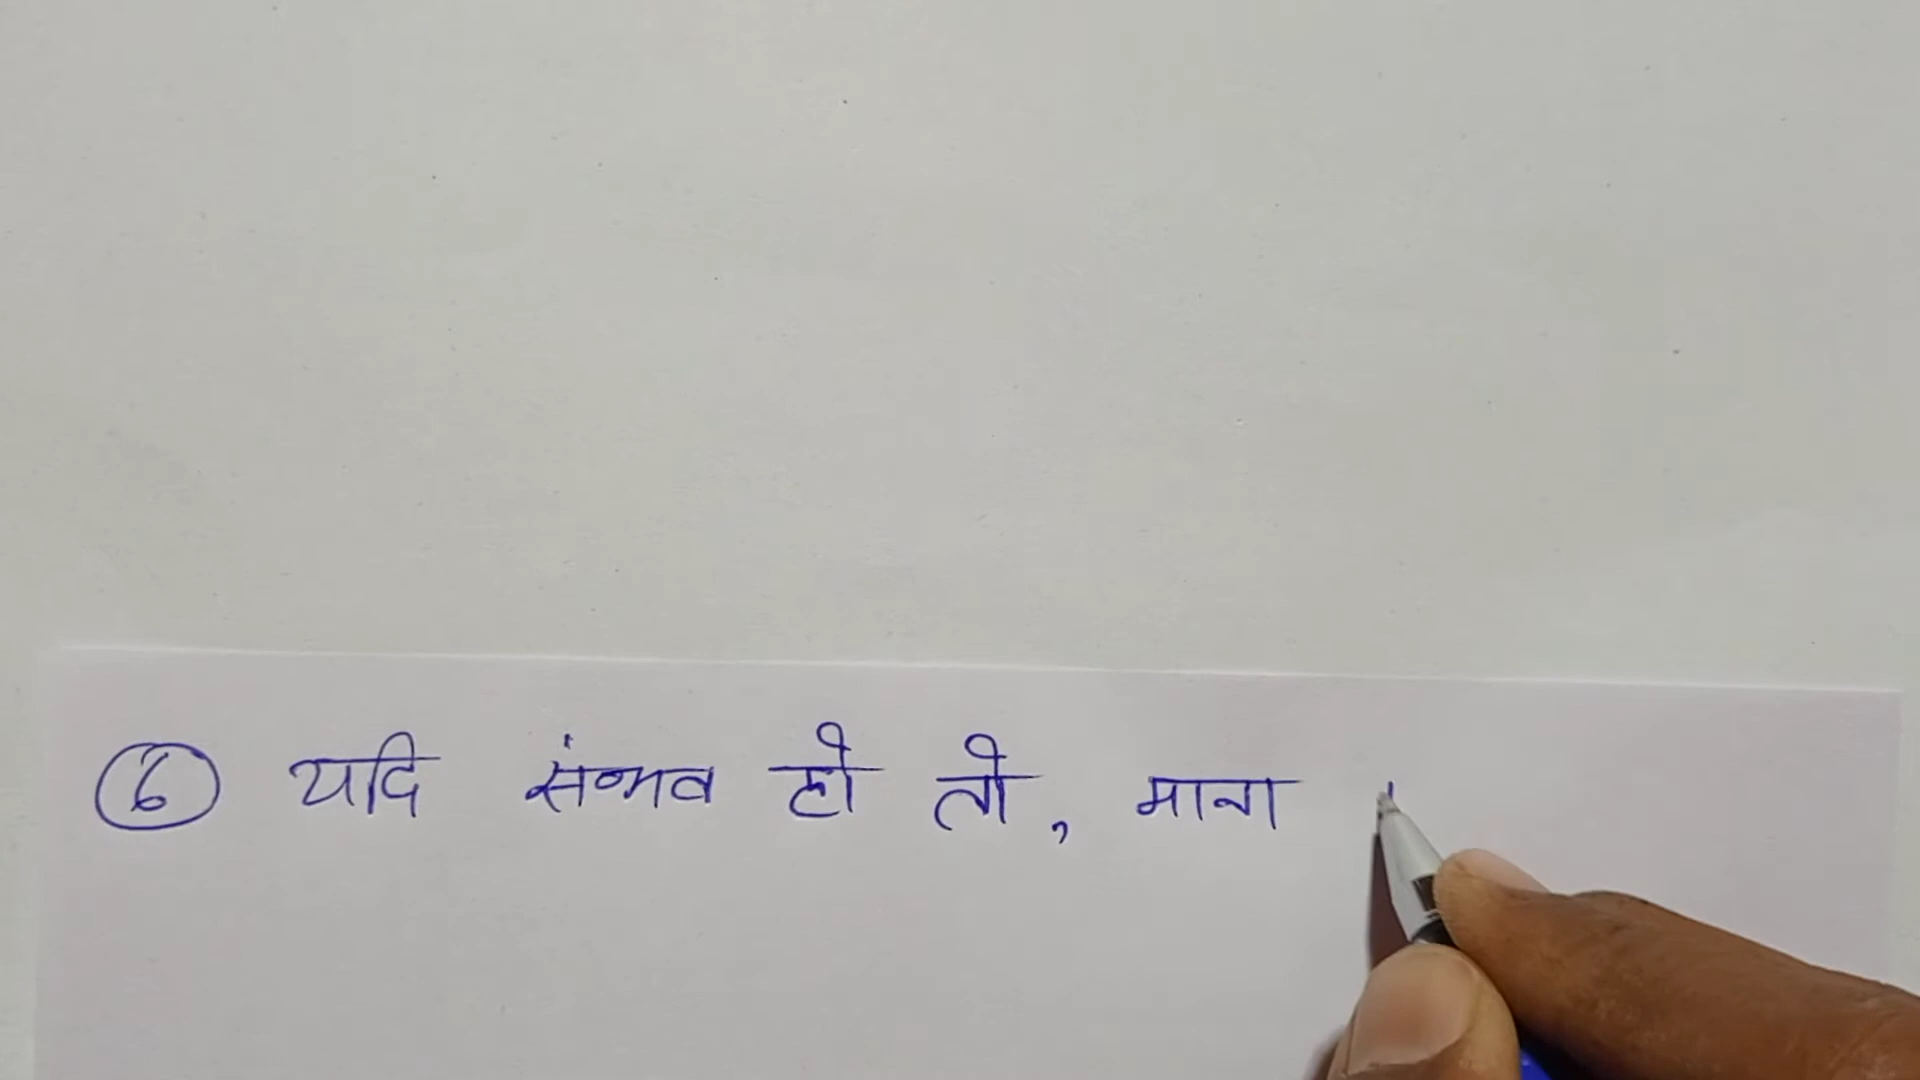 ⑥ यदि संभव हो तो, माना